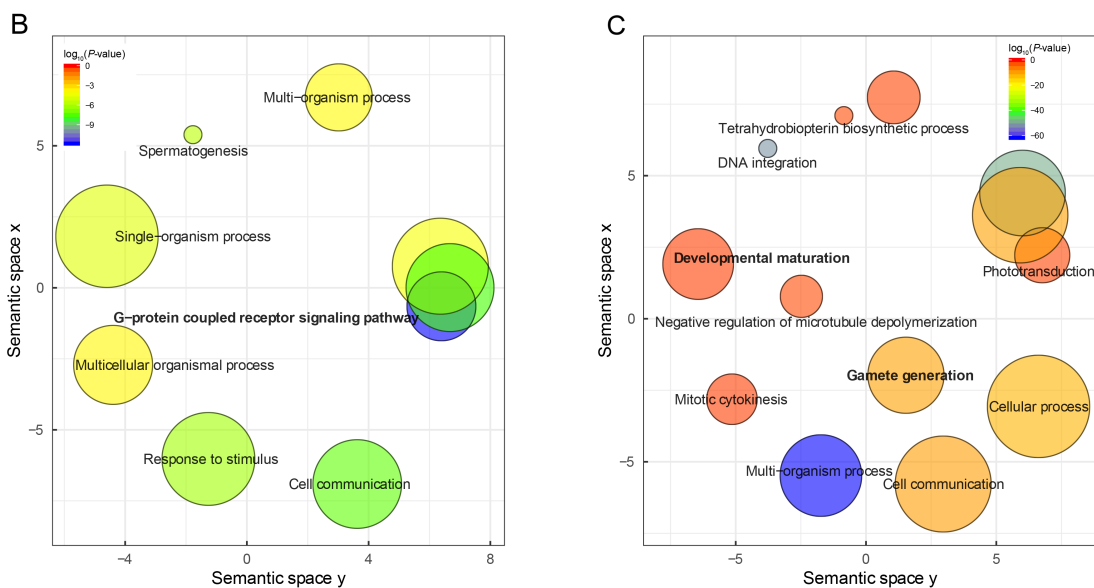 B
log10(P-value)
0
−3
−6
−9
Multi−organism process
Spermatogenesis
Single−organism process
G−protein coupled receptor signaling pathway
Multicellular organismal process
Response to stimulus
Cell communication
5
0
−5
−4
0
4
8
Semantic space x
Semantic space y
C
log10(P-value)
0
−20
−40
−60
Tetrahydrobiopterin biosynthetic process
DNA integration
Developmental maturation
Phototransduction
Negative regulation of microtubule depolymerization
Gamete generation
Mitotic cytokinesis
Cellular process
Multi−organism process
Cell communication
5
0
−5
−5
0
5
Semantic space x
Semantic space y